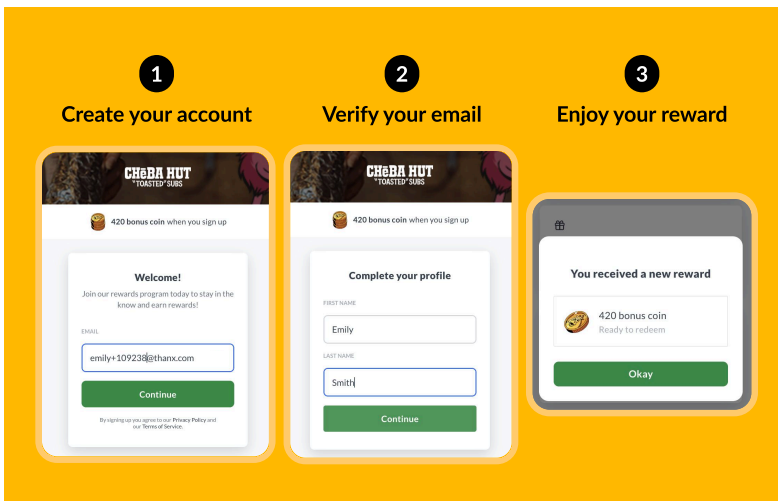 1
Create your account
CHeBA HUT
"TOASTED" SUBS
420 bonus coin when you sign up
Welcome!
Join our rewards program today to stay in the
know and earn rewards!
EMAIL
emily+109238@thanx.com
Continue
By signing up you agree to our Privacy Policy and
our Terms of Service.
2
Verify your email
CHeBA HUT
"TOASTED" SUBS
420 bonus coin when you sign up
Complete your profile
FIRST NAME
Emily
LAST NAME
Smith
Continue
3
Enjoy your reward
You received a new reward
420 bonus coin
Ready to redeem
Okay